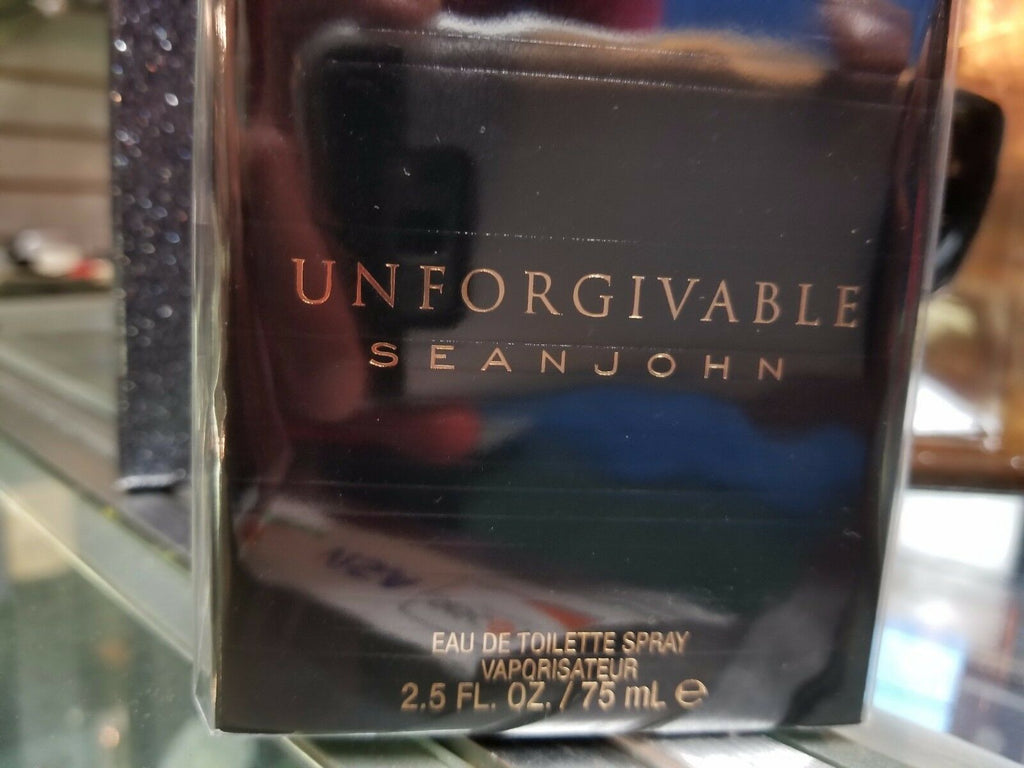 UNFORGIVABLE
SEANJOHN
EAU DE TOILETTE SPRAY
VAPORISATEUR
2.5 FL. OZ. / 75 mL e